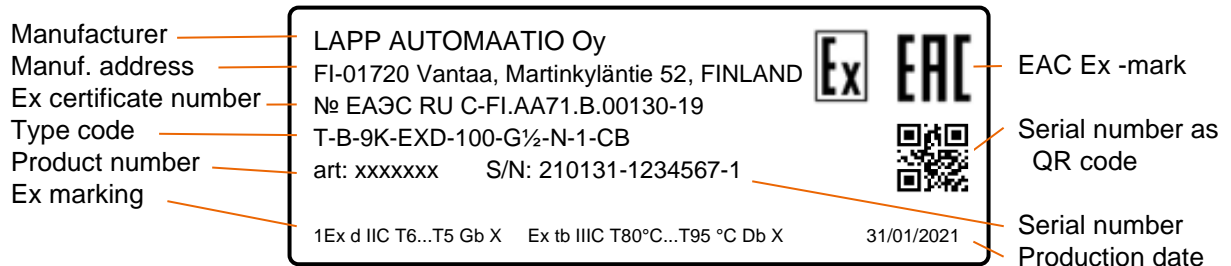 Manufacturer
Manuf. address
Ex certificate number
Type code
Product number
Ex marking
LAPP AUTOMAATIO Oy
FI-01720 Vantaa, Martinkyläntie 52, FINLAND
№ ЕАЭС RU C-FI.AA71.B.00130-19
T-B-9K-EXD-100-G½-N-1-CB
art: xxxxxxx S/N: 210131-1234567-1
1Ex d IIC T6...T5 Gb X Ex tb IIIC T80°C...T95 °C Db X 31/01/2021
Ex EAC
EAC Ex -mark
Serial number as
QR code
Serial number
Production date